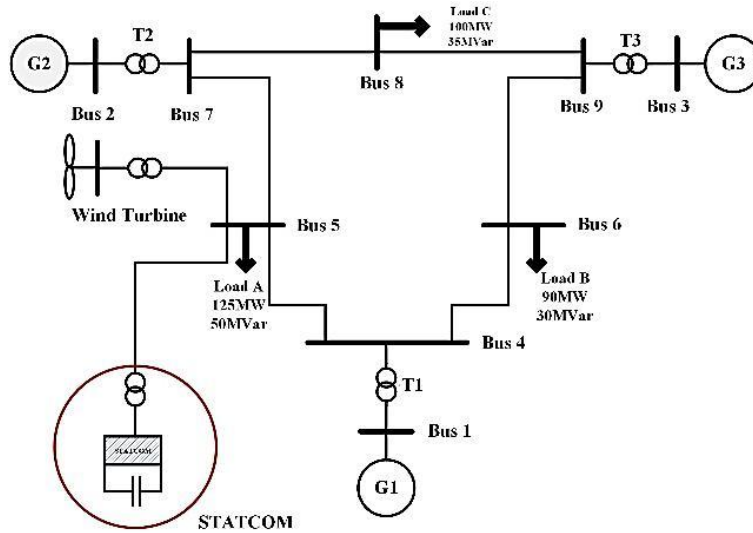 Load C
100MW
35MVar
T2
T3
G2
G3
Bus 2
Bus 7
Bus 8
Bus 9
Bus 3
Wind Turbine
Bus 5
Bus 6
Load A
125MW
50MVar
Load B
90MW
30MVar
Bus 4
T1
STATCOM
Bus 1
G1
STATCOM